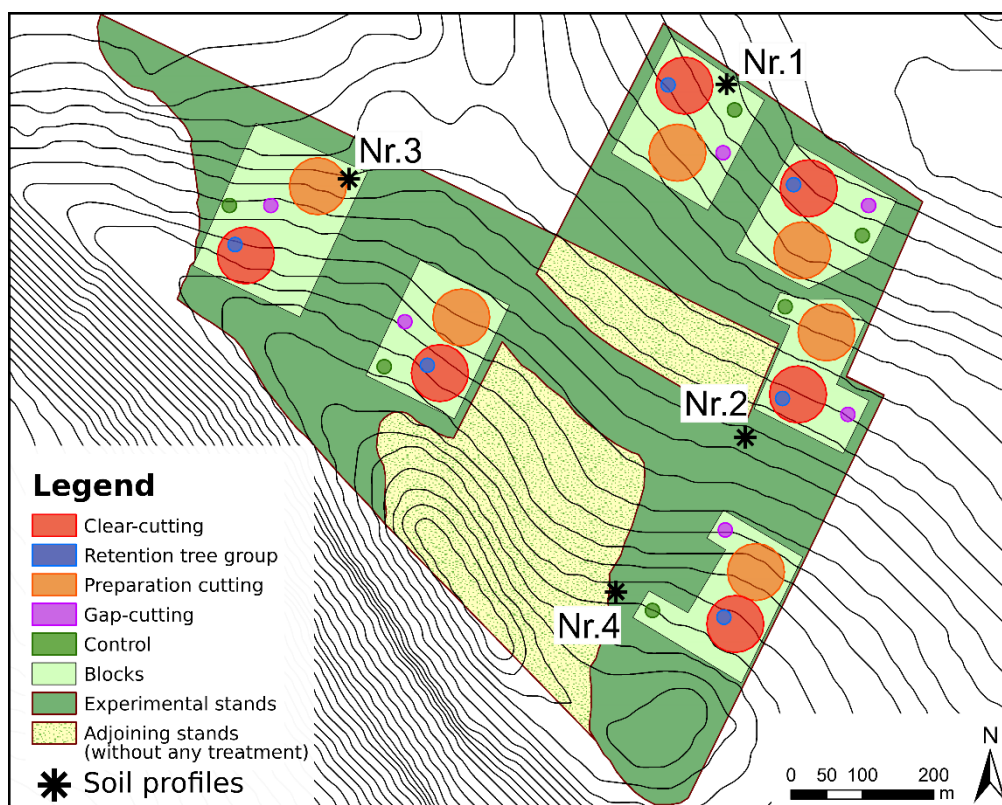 Nr.1
Nr.3
Nr.2
Nr.4
Legend
Clear-cutting
Retention tree group
Preparation cutting
Gap-cutting
Control
Blocks
Experimental stands
Adjoining stands
(without any treatment)
Soil profiles
N
0 50 100 200
m